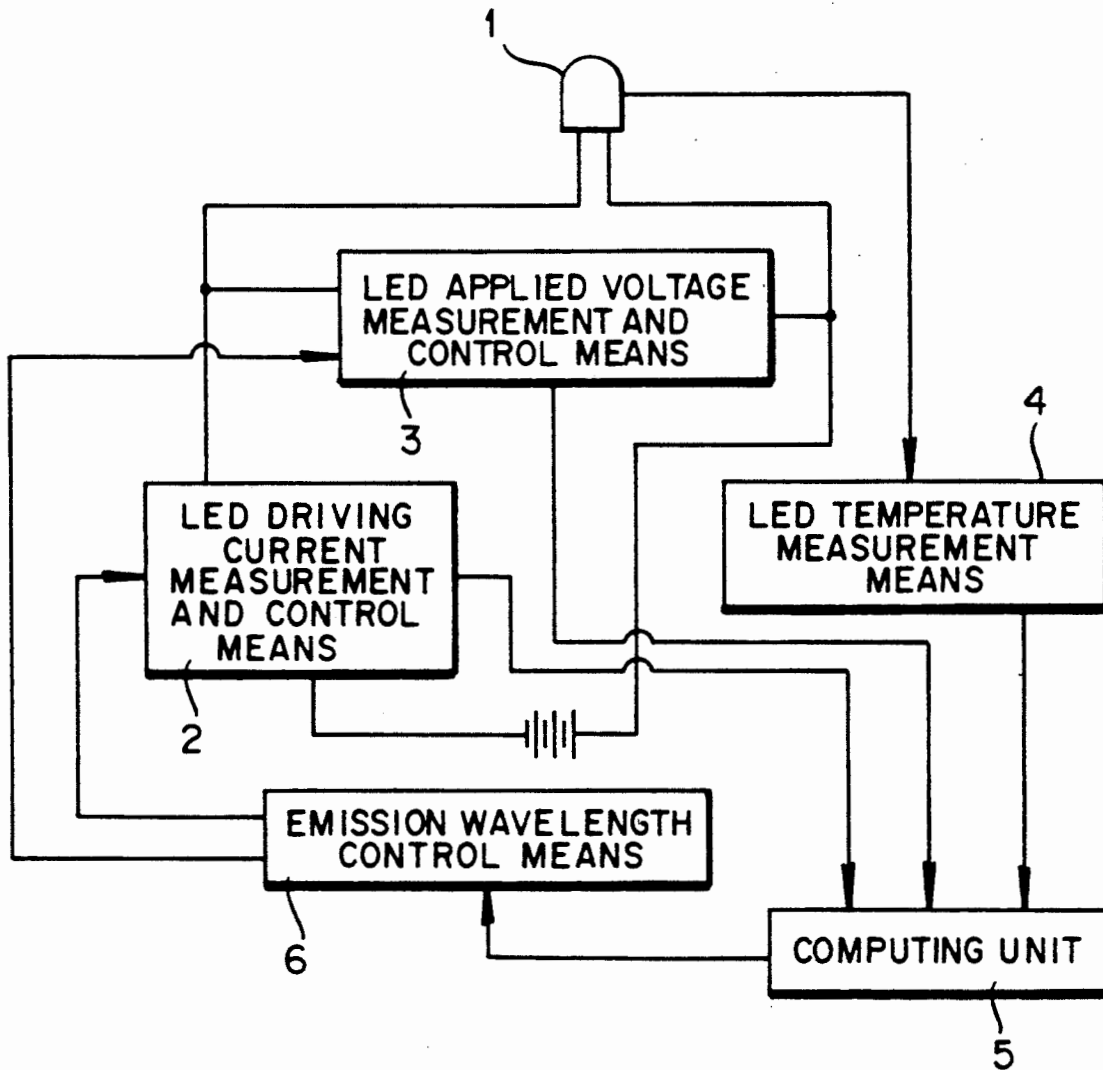 1
LED APPLIED VOLTAGE
MEASUREMENT AND
CONTROL MEANS
3
4
LED DRIVING
CURRENT
MEASUREMENT
AND CONTROL
MEANS
2
LED TEMPERATURE
MEASUREMENT
MEANS
EMISSION WAVELENGTH
CONTROL MEANS
6
COMPUTING UNIT
5